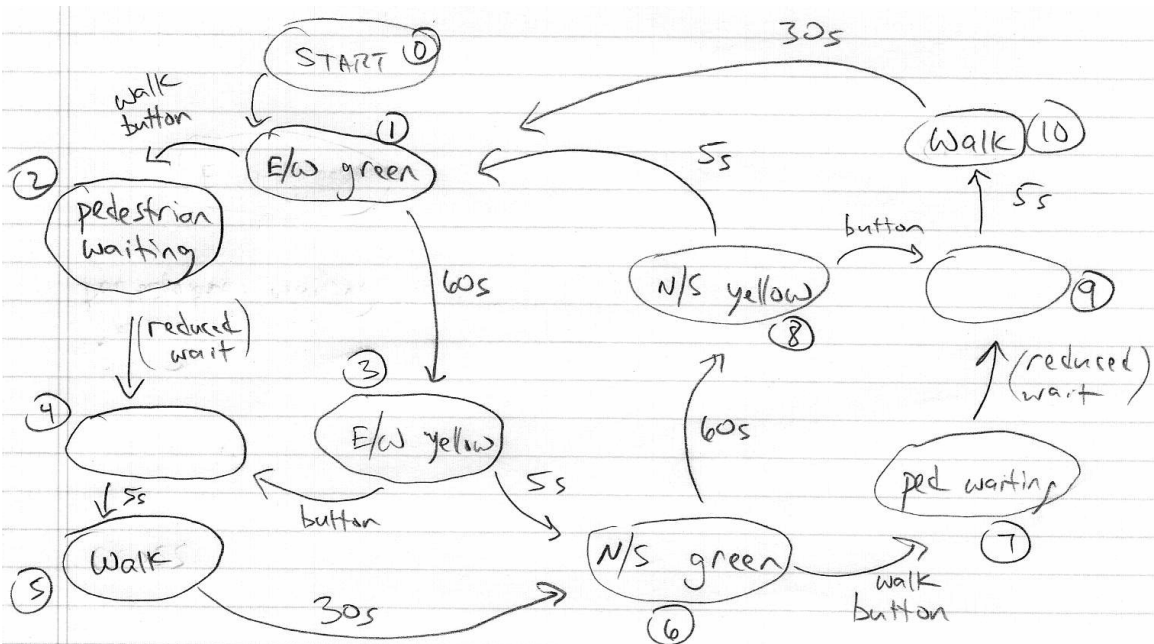 START 0
30s
walk
button
1
E/W green
Walk 10
2
pedestrian
waiting
5s
5s
button
60s
N/S yellow
8
9
(reduced
wait)
3
(reduced
wait)
4
E/W yellow
60s
ped waiting
7
5s
button
5s
Walk
5
N/S green
6
walk
button
30s